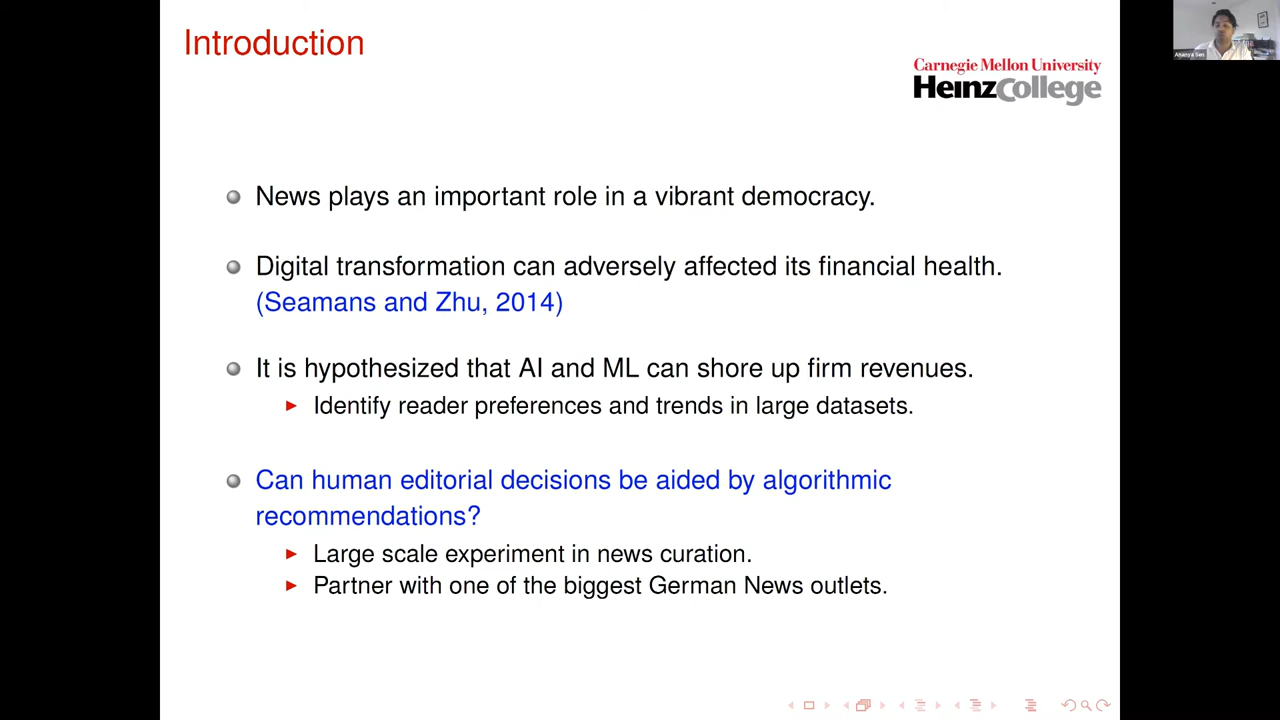 Introduction
Carnegie Mellon University
HeinzCollege
Ananya Sen
News plays an important role in a vibrant democracy.
Digital transformation can adversely affected its financial health.
(Seamans and Zhu, 2014)
It is hypothesized that AI and ML can shore up firm revenues.
Identify reader preferences and trends in large datasets.
Can human editorial decisions be aided by algorithmic
recommendations?
Large scale experiment in news curation.
Partner with one of the biggest German News outlets.